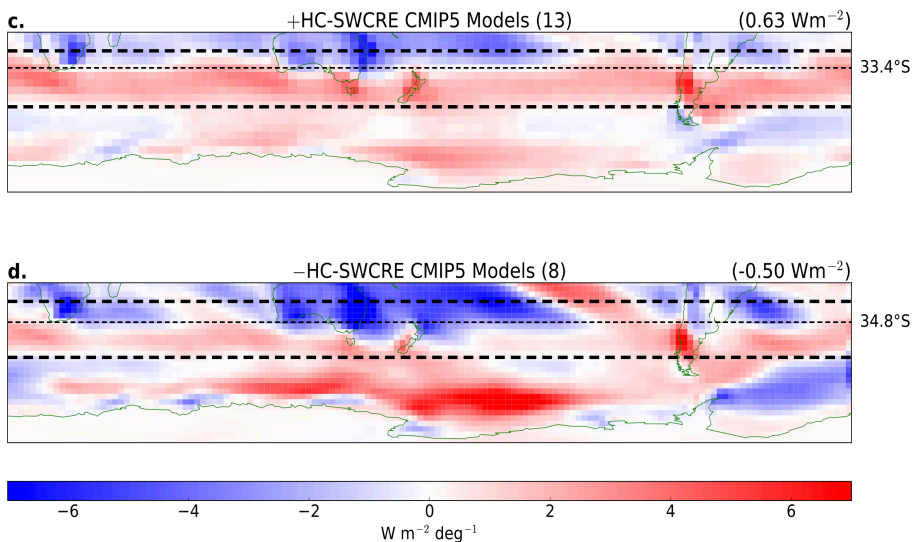 c. +HC-SWCRE CMIP5 Models (13) (0.63 Wm⁻²)
33.4°S
d. −HC-SWCRE CMIP5 Models (8) (-0.50 Wm⁻²)
34.8°S
−6 −4 −2 0 2 4 6
W m⁻² deg⁻¹